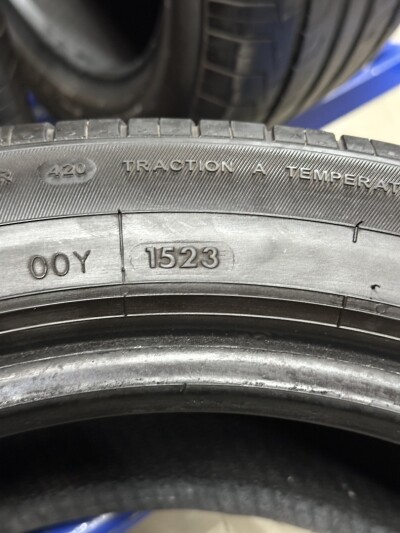 R 420 TRACTION A TEMPERAT
00Y 1523